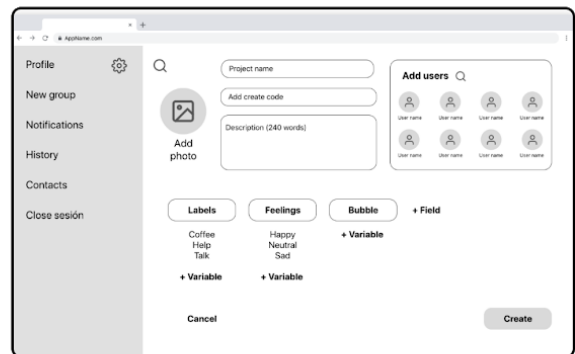 AppName.com
Profile
New group
Notifications
History
Contacts
Close sesión
Project name
Add create code
Description (240 words)
Add
photo
Add users
User name User name User name User name
User name User name User name User name
Labels Feelings Bubble + Field
Coffee Happy + Variable
Help Neutral
Talk Sad
+ Variable + Variable
Cancel Create